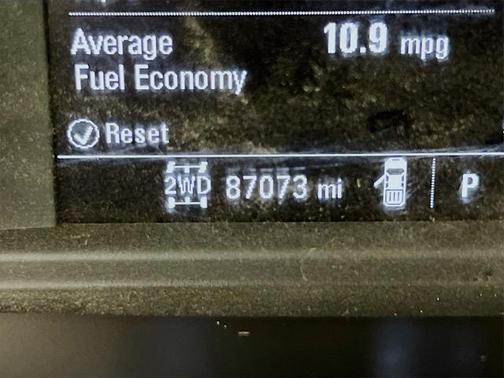 Average 10.9 mpg
Fuel Economy
Reset
2WD 87073 mi P